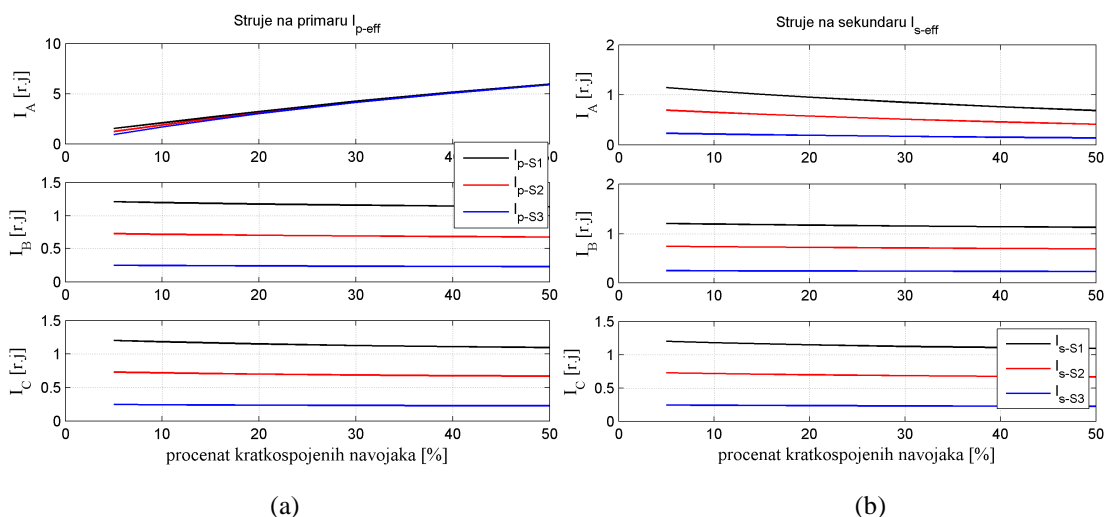 Struje na primaru I_p-eff
I_A [r.j]
10
5
0
0 10 20 30 40 50
I_p-S1
I_p-S2
I_p-S3
I_B [r.j]
1.5
1
0.5
0
0 10 20 30 40 50
I_C [r.j]
1.5
1
0.5
0
0 10 20 30 40 50
procenat kratkospojenih navojaka [%]
(a)
Struje na sekundaru I_s-eff
I_A [r.j]
2
1
0
0 10 20 30 40 50
I_B [r.j]
2
1
0
0 10 20 30 40 50
I_C [r.j]
1.5
1
0.5
0
0 10 20 30 40 50
I_s-S1
I_s-S2
I_s-S3
procenat kratkospojenih navojaka [%]
(b)